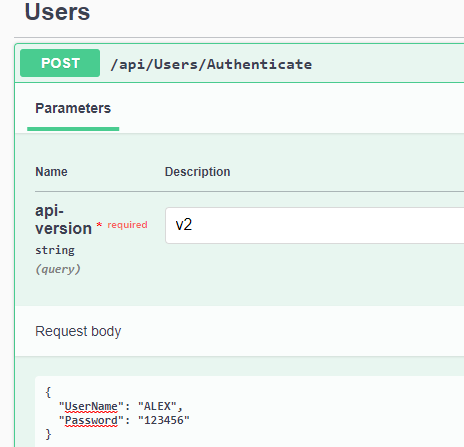 Users
POST /api/Users/Authenticate
Parameters
Name Description
api-
version * required v2
string
(query)
Request body
{
"UserName": "ALEX",
"Password": "123456"
}